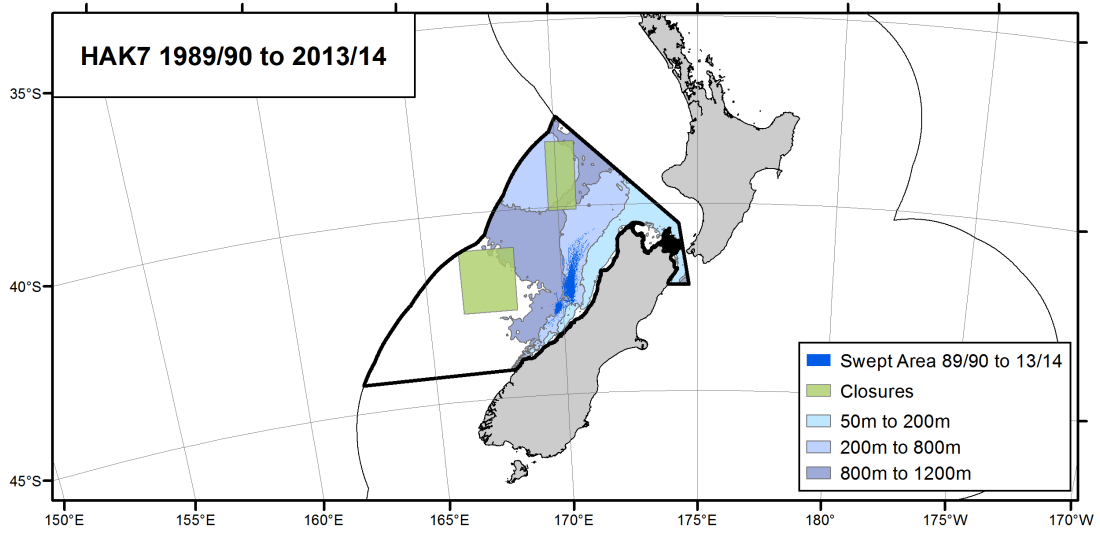 HAK7 1989/90 to 2013/14
35°S
40°S
45°S
Swept Area 89/90 to 13/14
Closures
50m to 200m
200m to 800m
800m to 1200m
150°E 155°E 160°E 165°E 170°E 175°E 180° 175°W 170°W